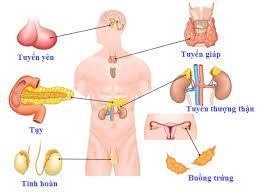 Tuyến yên
Tuyến giáp
Tụy
Tuyến thượng thận
Tinh hoàn
Buồng trứng